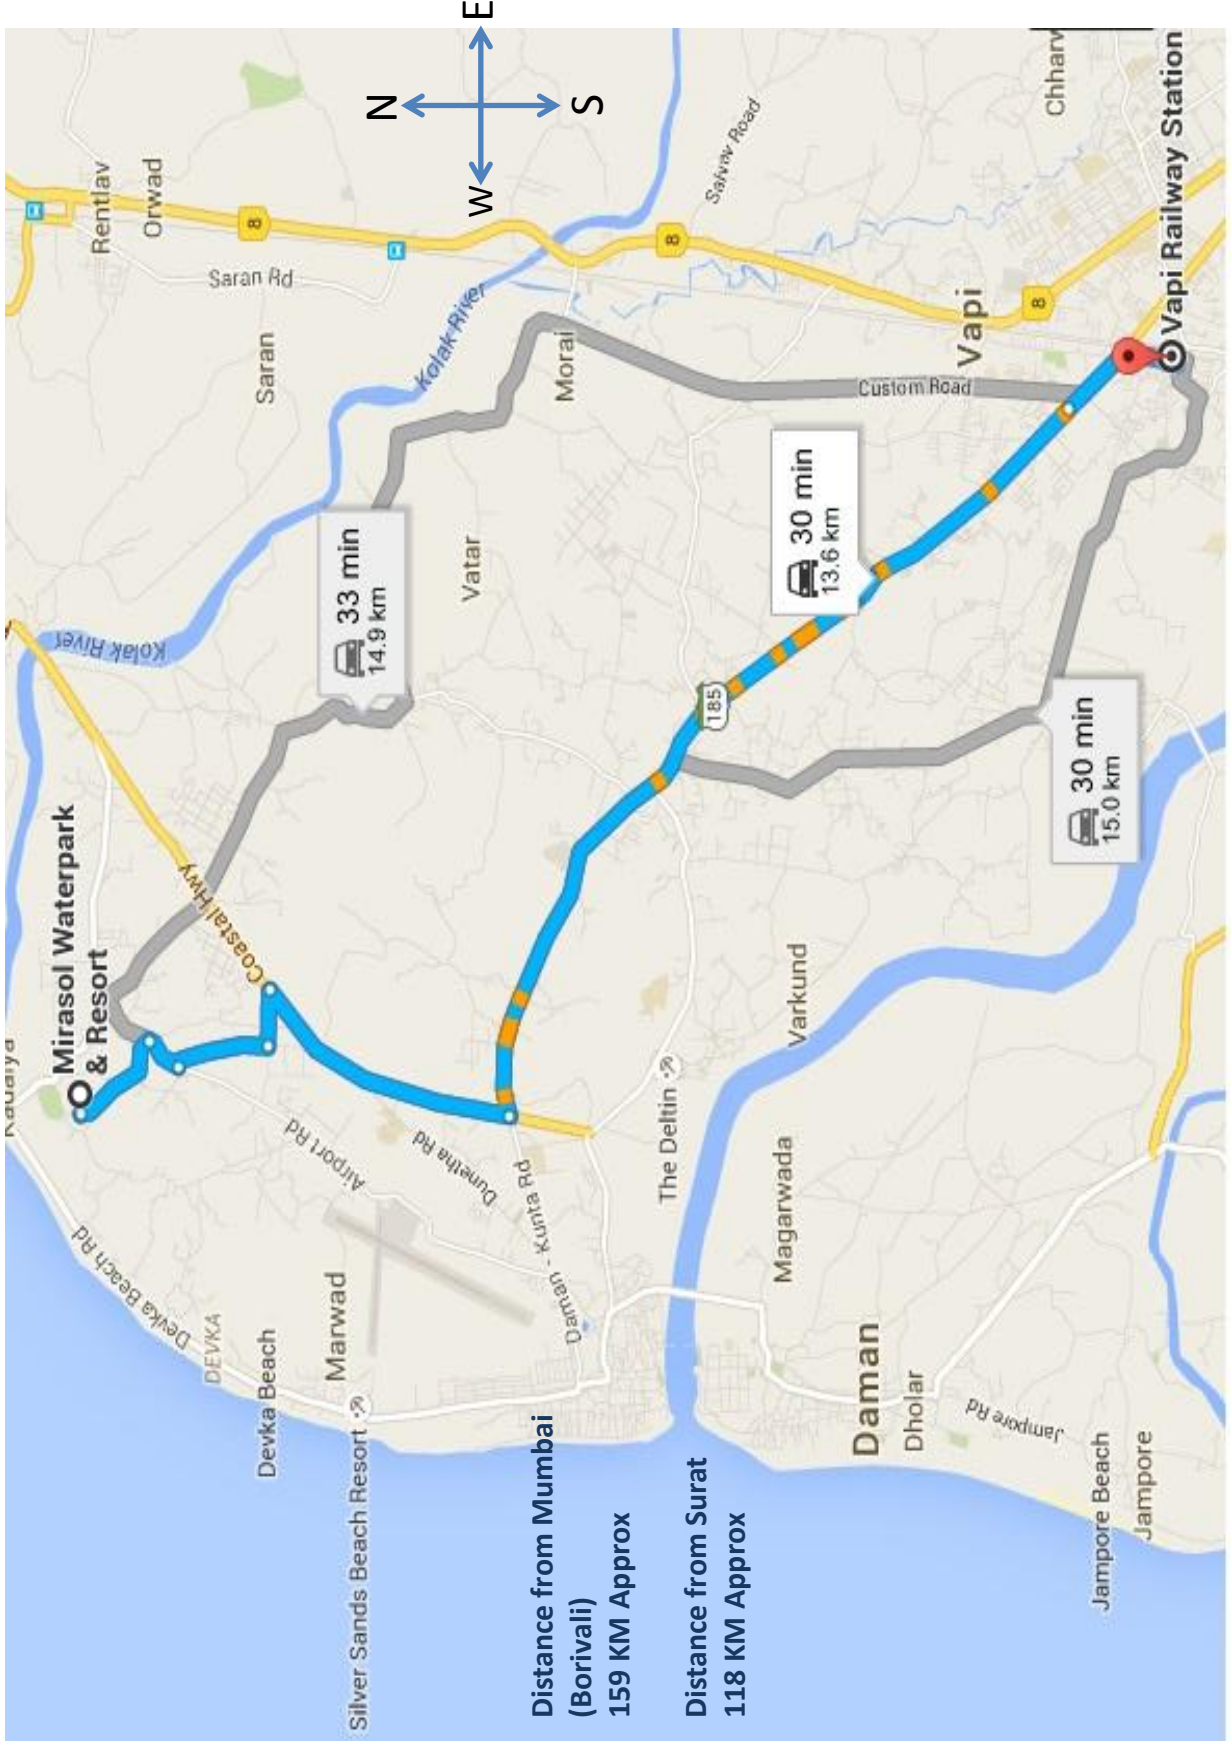 Kadaiya
Mirasol Waterpark
& Resort
Rentlav
Orwad
8
Saran Rd
Saran
Kolak River
Kolak River
N
E
W
S
Coastal Hwy
33 min
14.9 km
Vatar
Morai
8
Salvav Road
Devka Beach Rd
DEVKA
Devka Beach
Marwad
Silver Sands Beach Resort
Airport Rd
Dunetha Rd
Daman - Kunta Rd
The Deltin
185
30 min
13.6 km
Custom Road
Vapi
8
Chharw
Vapi Railway Station
30 min
15.0 km
Varkund
Magarwada
Daman
Dholar
Jampore Rd
Jampore Beach
Jampore
Distance from Mumbai
(Borivali)
159 KM Approx
Distance from Surat
118 KM Approx